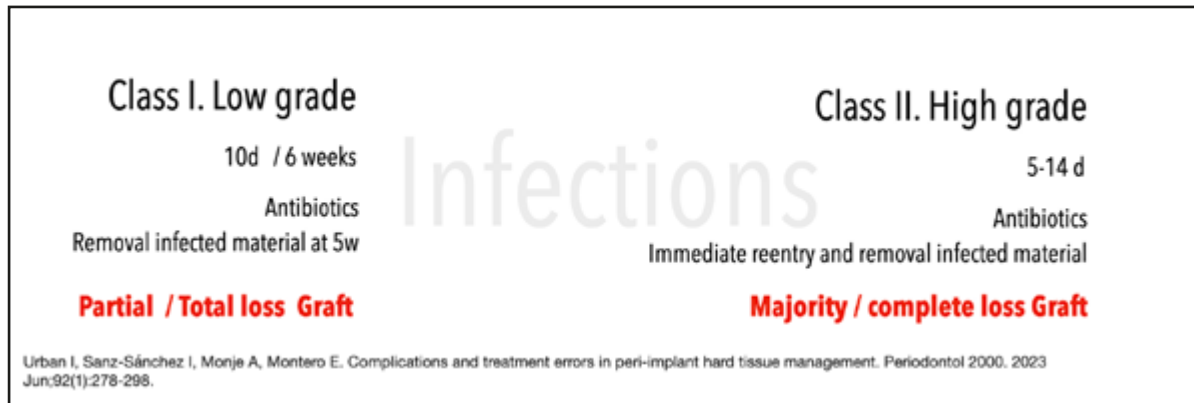 Infections
Class I. Low grade
10d / 6 weeks
Antibiotics
Removal infected material at 5w
Partial / Total loss Graft
Class II. High grade
5-14 d
Antibiotics
Immediate reentry and removal infected material
Majority / complete loss Graft
Urban I, Sanz-Sánchez I, Monje A, Montero E. Complications and treatment errors in peri-implant hard tissue management. Periodontol 2000. 2023
Jun;92(1):278-298.